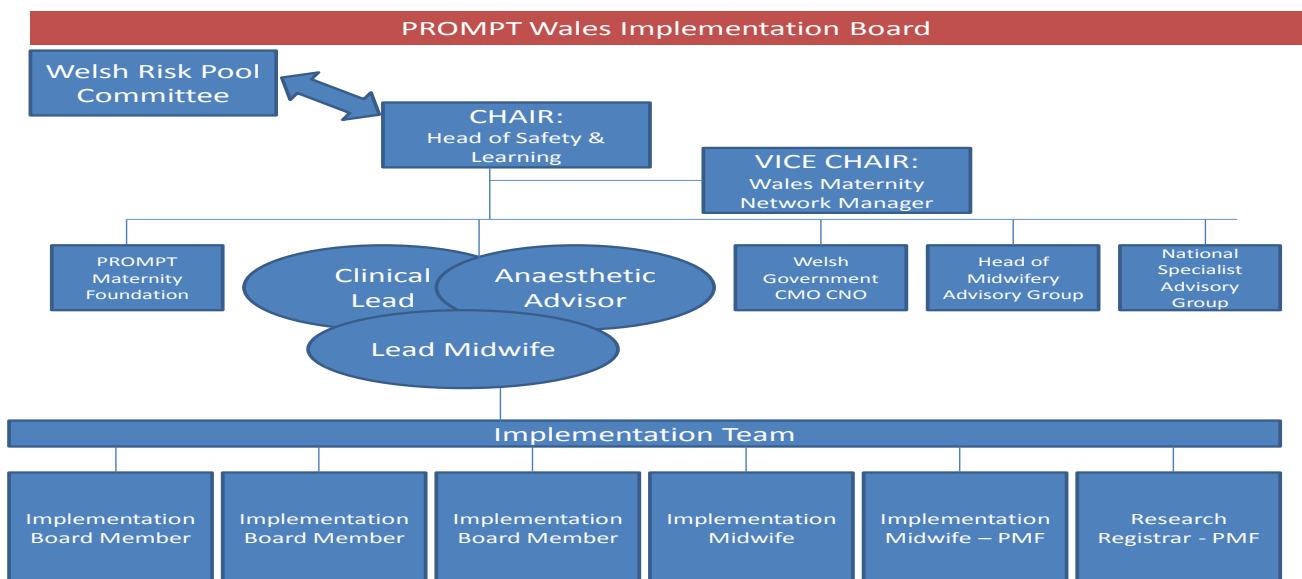 PROMPT Wales Implementation Board
Welsh Risk Pool
Committee
CHAIR:
Head of Safety &
Learning
VICE CHAIR:
Wales Maternity
Network Manager
PROMPT
Maternity
Foundation
Clinical
Lead
Anaesthetic
Advisor
Lead Midwife
Welsh
Government
CMO CNO
Head of
Midwifery
Advisory Group
National
Specialist
Advisory
Group
Implementation Team
Implementation
Board Member
Implementation
Board Member
Implementation
Board Member
Implementation
Midwife
Implementation
Midwife – PMF
Research
Registrar - PMF